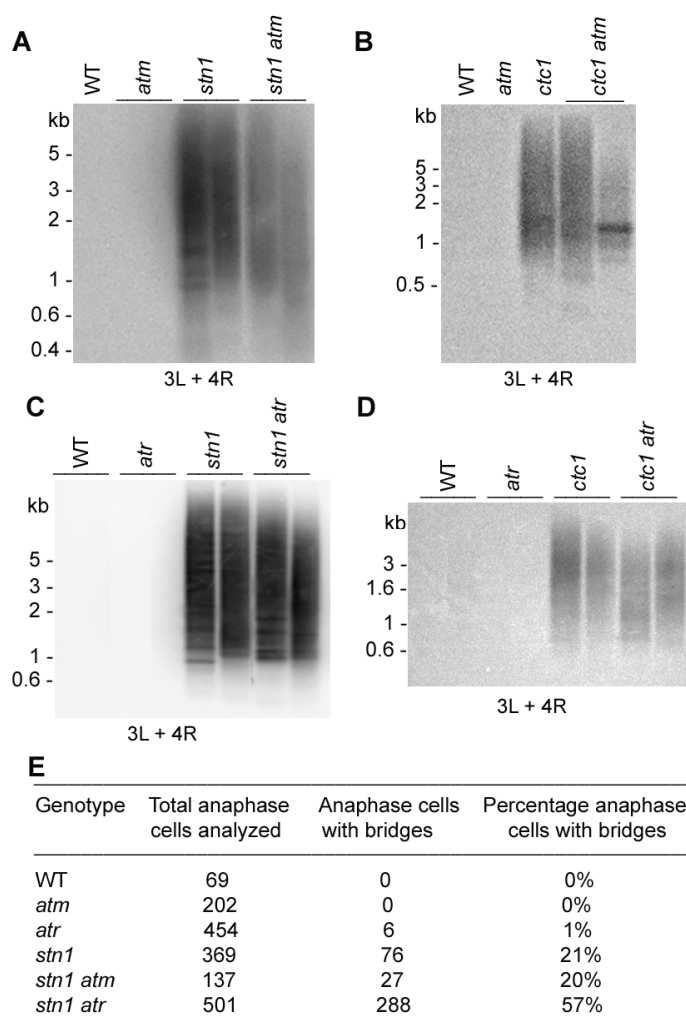 A
WT
atm
stn1
stn1 atm
kb
5 -
3 -
2 -
1 -
0.6 -
0.4 -
3L + 4R
B
WT
atm
ctc1
ctc1 atm
kb
5 -
3 -
2 -
1 -
0.5 -
3L + 4R
C
WT
atr
stn1
stn1 atr
kb
5 -
3 -
2 -
1 -
0.6 -
3L + 4R
D
WT
atr
ctc1
ctc1 atr
kb
3 -
1.6 -
1 -
0.6 -
3L + 4R
E
Genotype Total anaphase Anaphase cells Percentage anaphase
cells analyzed with bridges cells with bridges
WT 69 0 0%
atm 202 0 0%
atr 454 6 1%
stn1 369 76 21%
stn1 atm 137 27 20%
stn1 atr 501 288 57%